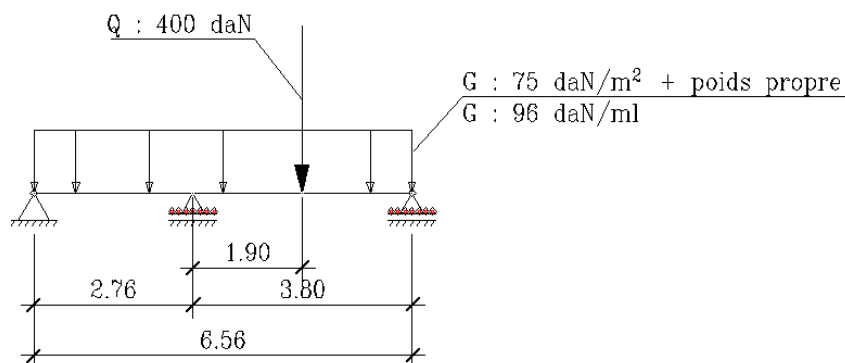 Q : 400 daN
G : 75 daN/m² + poids propre
G : 96 daN/ml
1.90
2.76
3.80
6.56